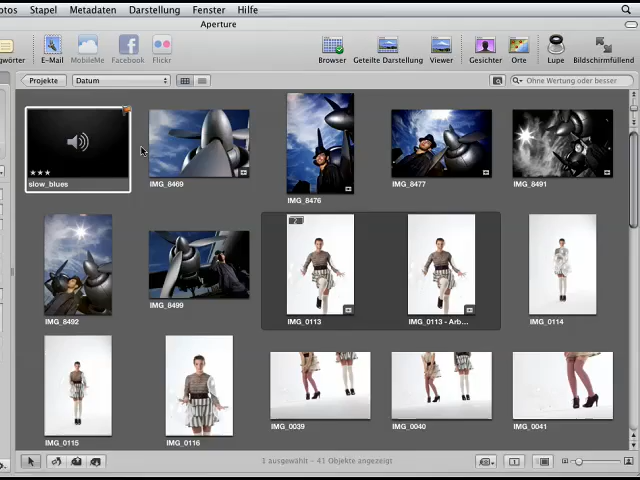 otos Stapel Metadaten Darstellung Fenster Hilfe
Aperture
gwörter E-Mail MobileMe Facebook Flickr Browser Geteilte Darstellung Viewer Gesichter Orte Lupe Bildschirmfüllend
Projekte Datum Ohne Wertung oder besser
slow_blues IMG_8469 IMG_8476 IMG_8477 IMG_8491
IMG_8492 IMG_8499 IMG_0113 IMG_0113 - Arb... IMG_0114
IMG_0115 IMG_0116 IMG_0039 IMG_0040 IMG_0041
1 ausgewählt - 41 Objekte angezeigt